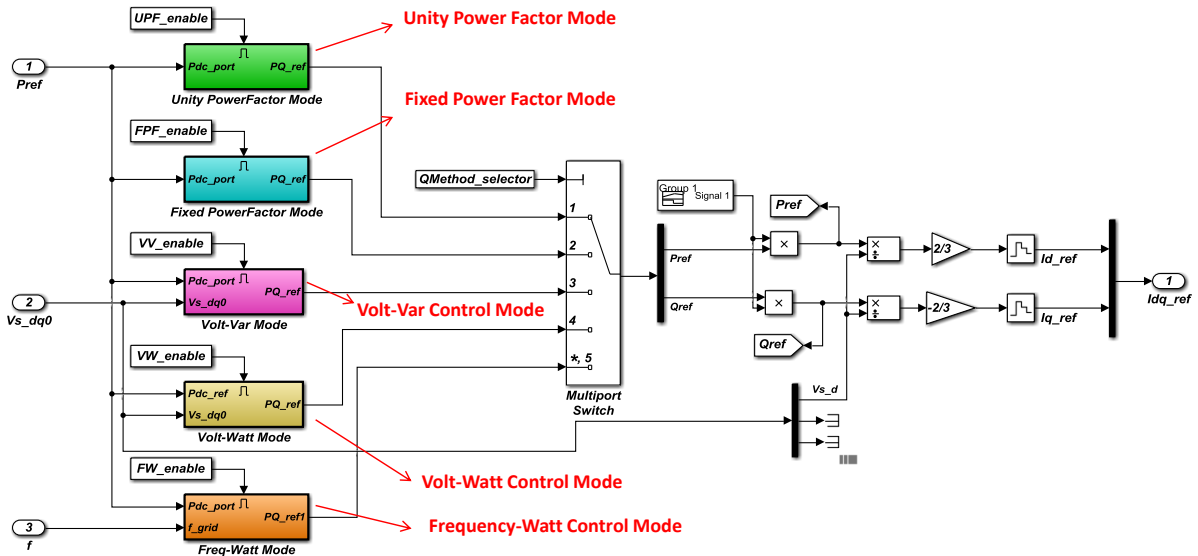 UPF_enable
Unity Power Factor Mode
1
Pref
Pdc_port
PQ_ref
Unity PowerFactor Mode
Fixed Power Factor Mode
FPF_enable
Pdc_port
PQ_ref
Fixed PowerFactor Mode
QMethod_selector
1
2
3
4
*, 5
Multiport
Switch
VV_enable
Pdc_port
Vs_dq0
PQ_ref
Volt-Var Mode
Volt-Var Control Mode
2
Vs_dq0
VW_enable
Pdc_ref
Vs_dq0
PQ_ref
Volt-Watt Mode
Volt-Watt Control Mode
FW_enable
Pdc_port
f_grid
PQ_ref1
Freq-Watt Mode
Frequency-Watt Control Mode
3
f
Group 1
Signal 1
Pref
Pref
×
×
÷
2/3
Id_ref
Qref
×
×
÷
-2/3
Iq_ref
Qref
Vs_d
1
Idq_ref